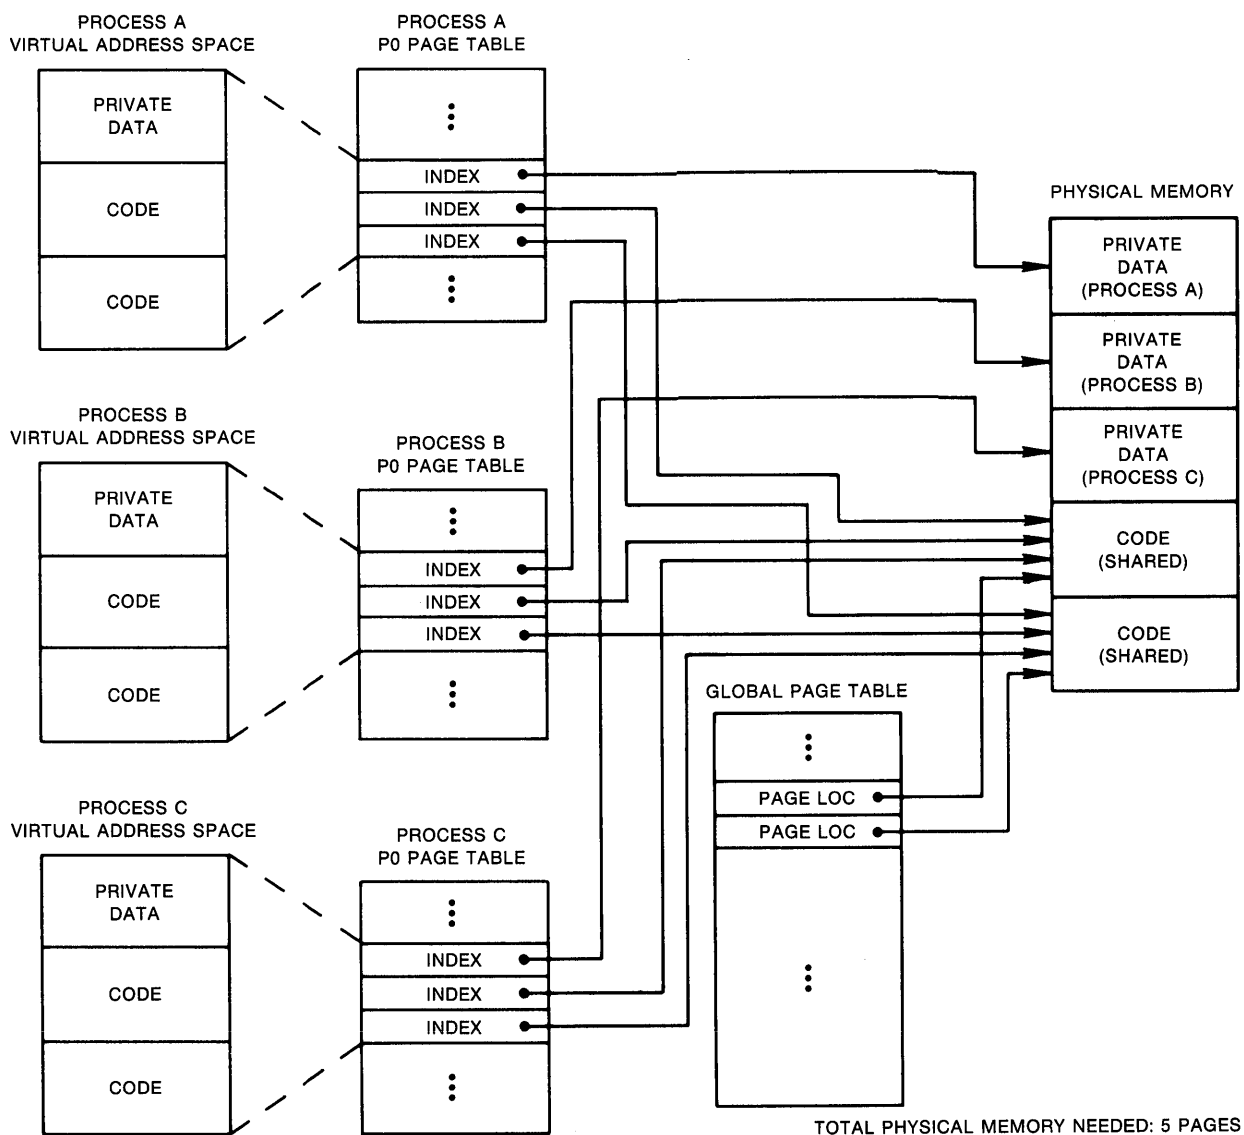 PROCESS A
VIRTUAL ADDRESS SPACE
PRIVATE
DATA
CODE
CODE
PROCESS A
P0 PAGE TABLE
INDEX
INDEX
INDEX
PROCESS B
VIRTUAL ADDRESS SPACE
PRIVATE
DATA
CODE
CODE
PROCESS B
P0 PAGE TABLE
INDEX
INDEX
INDEX
PROCESS C
VIRTUAL ADDRESS SPACE
PRIVATE
DATA
CODE
CODE
PROCESS C
P0 PAGE TABLE
INDEX
INDEX
INDEX
GLOBAL PAGE TABLE
PAGE LOC
PAGE LOC
PHYSICAL MEMORY
PRIVATE
DATA
(PROCESS A)
PRIVATE
DATA
(PROCESS B)
PRIVATE
DATA
(PROCESS C)
CODE
(SHARED)
CODE
(SHARED)
TOTAL PHYSICAL MEMORY NEEDED: 5 PAGES